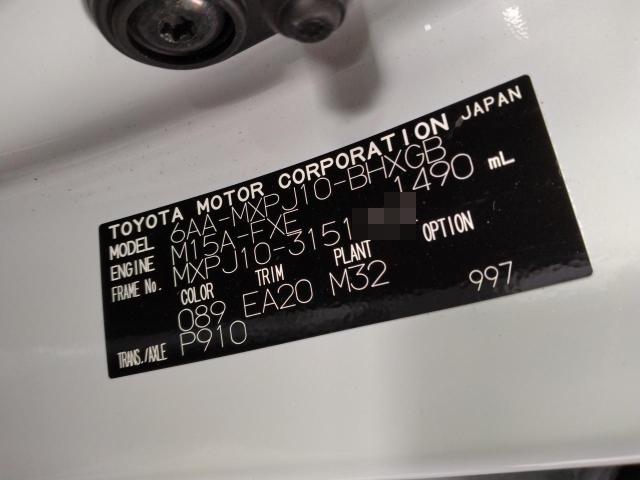 TOYOTA MOTOR CORPORATION JAPAN
MODEL 6AA-MXPJ10-BHXGB
ENGINE M15A-FXE 1490 mL
FRAME No. MXPJ10-3151
COLOR TRIM PLANT OPTION
089 EA20 M32 997
TRANS./AXLE P910